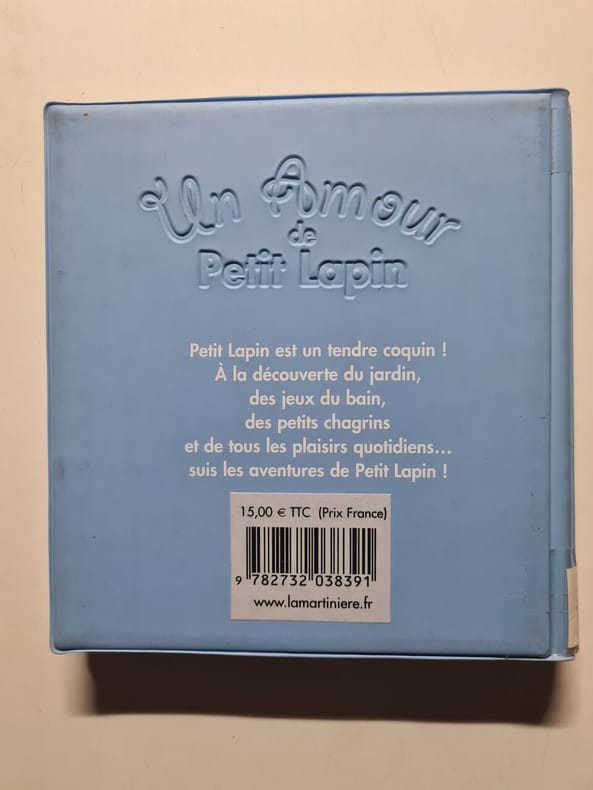 Un Amour
de
Petit Lapin
Petit Lapin est un tendre coquin !
À la découverte du jardin,
des jeux du bain,
des petits chagrins
et de tous les plaisirs quotidiens...
suis les aventures de Petit Lapin !
15,00 € TTC (Prix France)
9 782732 038391
www.lamartiniere.fr